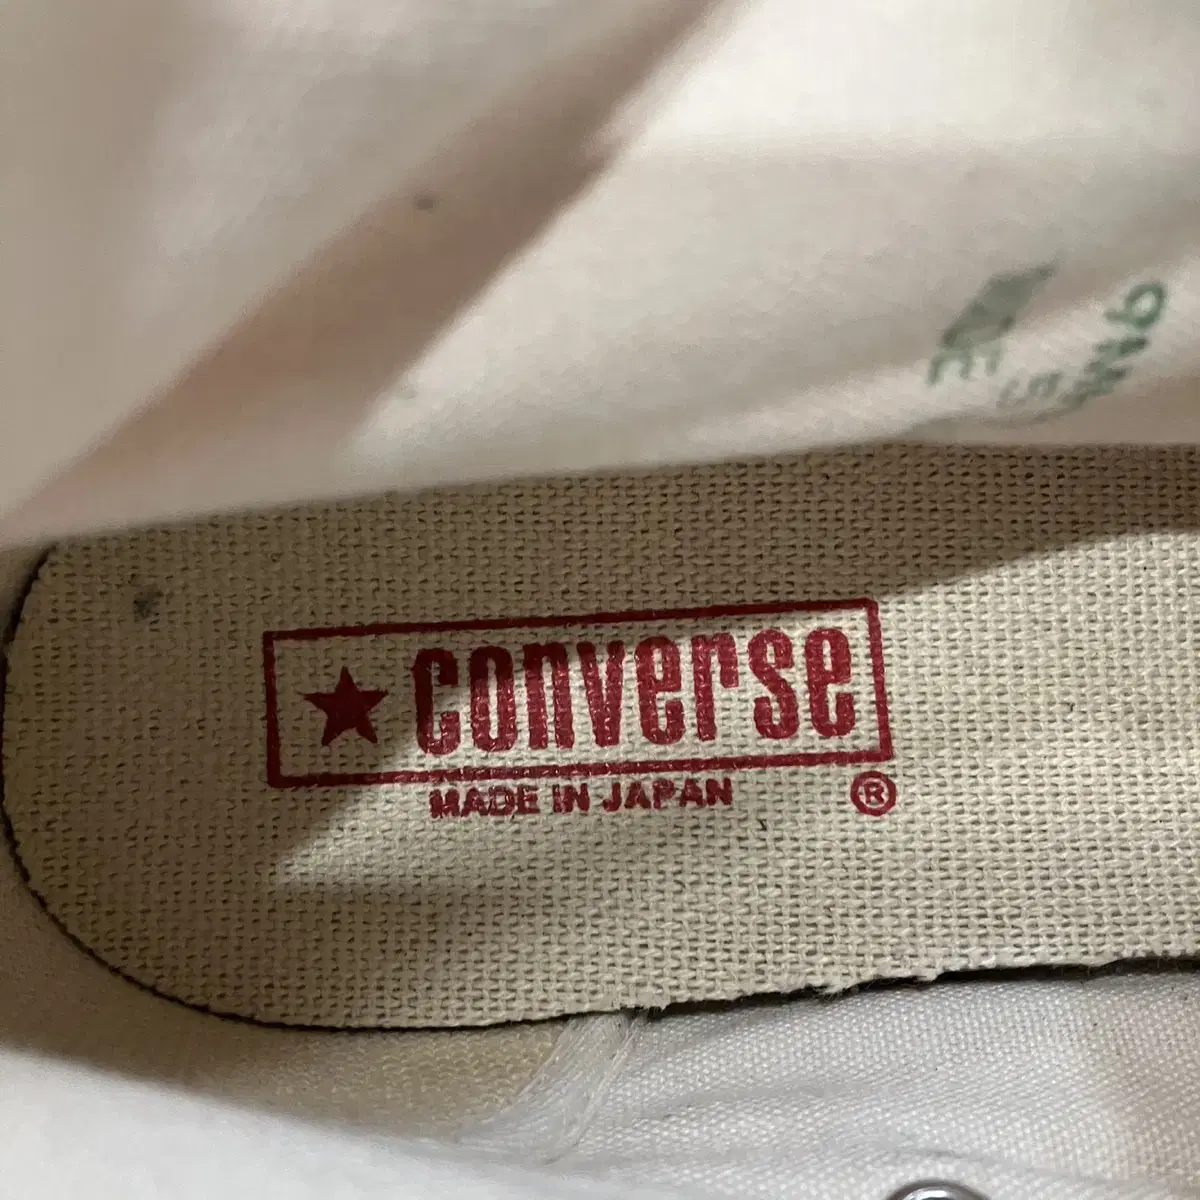 ★ converse
MADE IN JAPAN ®